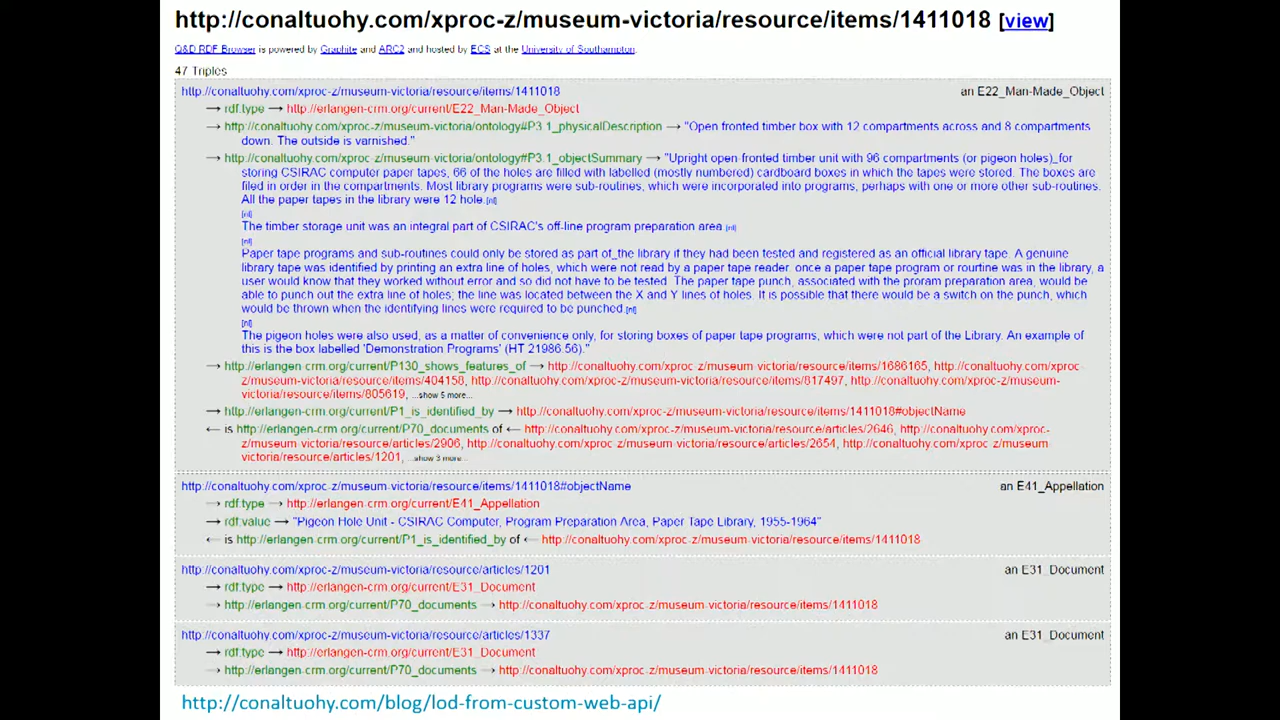 http://conaltuohy.com/xproc-z/museum-victoria/resource/items/1411018 [view]
Q&D RDF Browser is powered by Graphite and ARC2 and hosted by ECS at the University of Southampton.
47 Triples
http://conaltuohy.com/xproc-z/museum-victoria/resource/items/1411018 an E22_Man-Made_Object
→ rdf:type → http://erlangen-crm.org/current/E22_Man-Made_Object
→ http://conaltuohy.com/xproc-z/museum-victoria/ontology#P3.1_physicalDescription → "Open fronted timber box with 12 compartments across and 8 compartments
down. The outside is varnished."
→ http://conaltuohy.com/xproc-z/museum-victoria/ontology#P3.1_objectSummary → "Upright open-fronted timber unit with 96 compartments (or pigeon holes)_for
storing CSIRAC computer paper tapes, 66 of the holes are filled with labelled (mostly numbered) cardboard boxes in which the tapes were stored. The boxes are
filed in order in the compartments. Most library programs were sub-routines, which were incorporated into programs, perhaps with one or more other sub-routines.
All the paper tapes in the library were 12 hole.[nl]
[nl]
The timber storage unit was an integral part of CSIRAC's off-line program preparation area.[nl]
[nl]
Paper tape programs and sub-routines could only be stored as part of_the library if they had been tested and registered as an official library tape. A genuine
library tape was identified by printing an extra line of holes, which were not read by a paper tape reader. once a paper tape program or rourtine was in the library, a
user would know that they worked without error and so did not have to be tested. The paper tape punch, associated with the proram preparation area, would be
able to punch out the extra line of holes; the line was located between the X and Y lines of holes. It is possible that there would be a switch on the punch, which
would be thrown when the identifying lines were required to be punched.[nl]
[nl]
The pigeon holes were also used, as a matter of convenience only, for storing boxes of paper tape programs, which were not part of the Library. An example of
this is the box labelled 'Demonstration Programs' (HT 21986.56)."
→ http://erlangen-crm.org/current/P130_shows_features_of → http://conaltuohy.com/xproc-z/museum-victoria/resource/items/1686165, http://conaltuohy.com/xproc-
z/museum-victoria/resource/items/404158, http://conaltuohy.com/xproc-z/museum-victoria/resource/items/817497, http://conaltuohy.com/xproc-z/museum-
victoria/resource/items/805619, ...show 5 more...
→ http://erlangen-crm.org/current/P1_is_identified_by → http://conaltuohy.com/xproc-z/museum-victoria/resource/items/1411018#objectName
← is http://erlangen-crm.org/current/P70_documents of ← http://conaltuohy.com/xproc-z/museum-victoria/resource/articles/2646, http://conaltuohy.com/xproc-
z/museum-victoria/resource/articles/2906, http://conaltuohy.com/xproc-z/museum-victoria/resource/articles/2654, http://conaltuohy.com/xproc-z/museum-
victoria/resource/articles/1201, ...show 3 more...
http://conaltuohy.com/xproc-z/museum-victoria/resource/items/1411018#objectName an E41_Appellation
→ rdf:type → http://erlangen-crm.org/current/E41_Appellation
→ rdf:value → "Pigeon Hole Unit - CSIRAC Computer, Program Preparation Area, Paper Tape Library, 1955-1964"
← is http://erlangen-crm.org/current/P1_is_identified_by of ← http://conaltuohy.com/xproc-z/museum-victoria/resource/items/1411018
http://conaltuohy.com/xproc-z/museum-victoria/resource/articles/1201 an E31_Document
→ rdf:type → http://erlangen-crm.org/current/E31_Document
→ http://erlangen-crm.org/current/P70_documents → http://conaltuohy.com/xproc-z/museum-victoria/resource/items/1411018
http://conaltuohy.com/xproc-z/museum-victoria/resource/articles/1337 an E31_Document
→ rdf:type → http://erlangen-crm.org/current/E31_Document
→ http://erlangen-crm.org/current/P70_documents → http://conaltuohy.com/xproc-z/museum-victoria/resource/items/1411018
http://conaltuohy.com/blog/lod-from-custom-web-api/